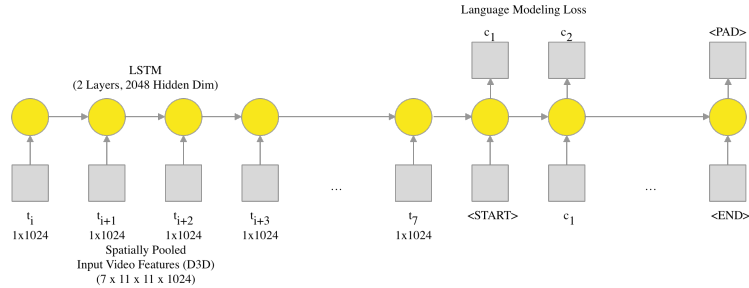 Language Modeling Loss
c1 c2 <PAD>
LSTM
(2 Layers, 2048 Hidden Dim)
... ...
ti ti+1 ti+2 ti+3 t7 <START> c1 <END>
1x1024 1x1024 1x1024 1x1024 1x1024
Spatially Pooled
Input Video Features (D3D)
(7 x 11 x 11 x 1024)